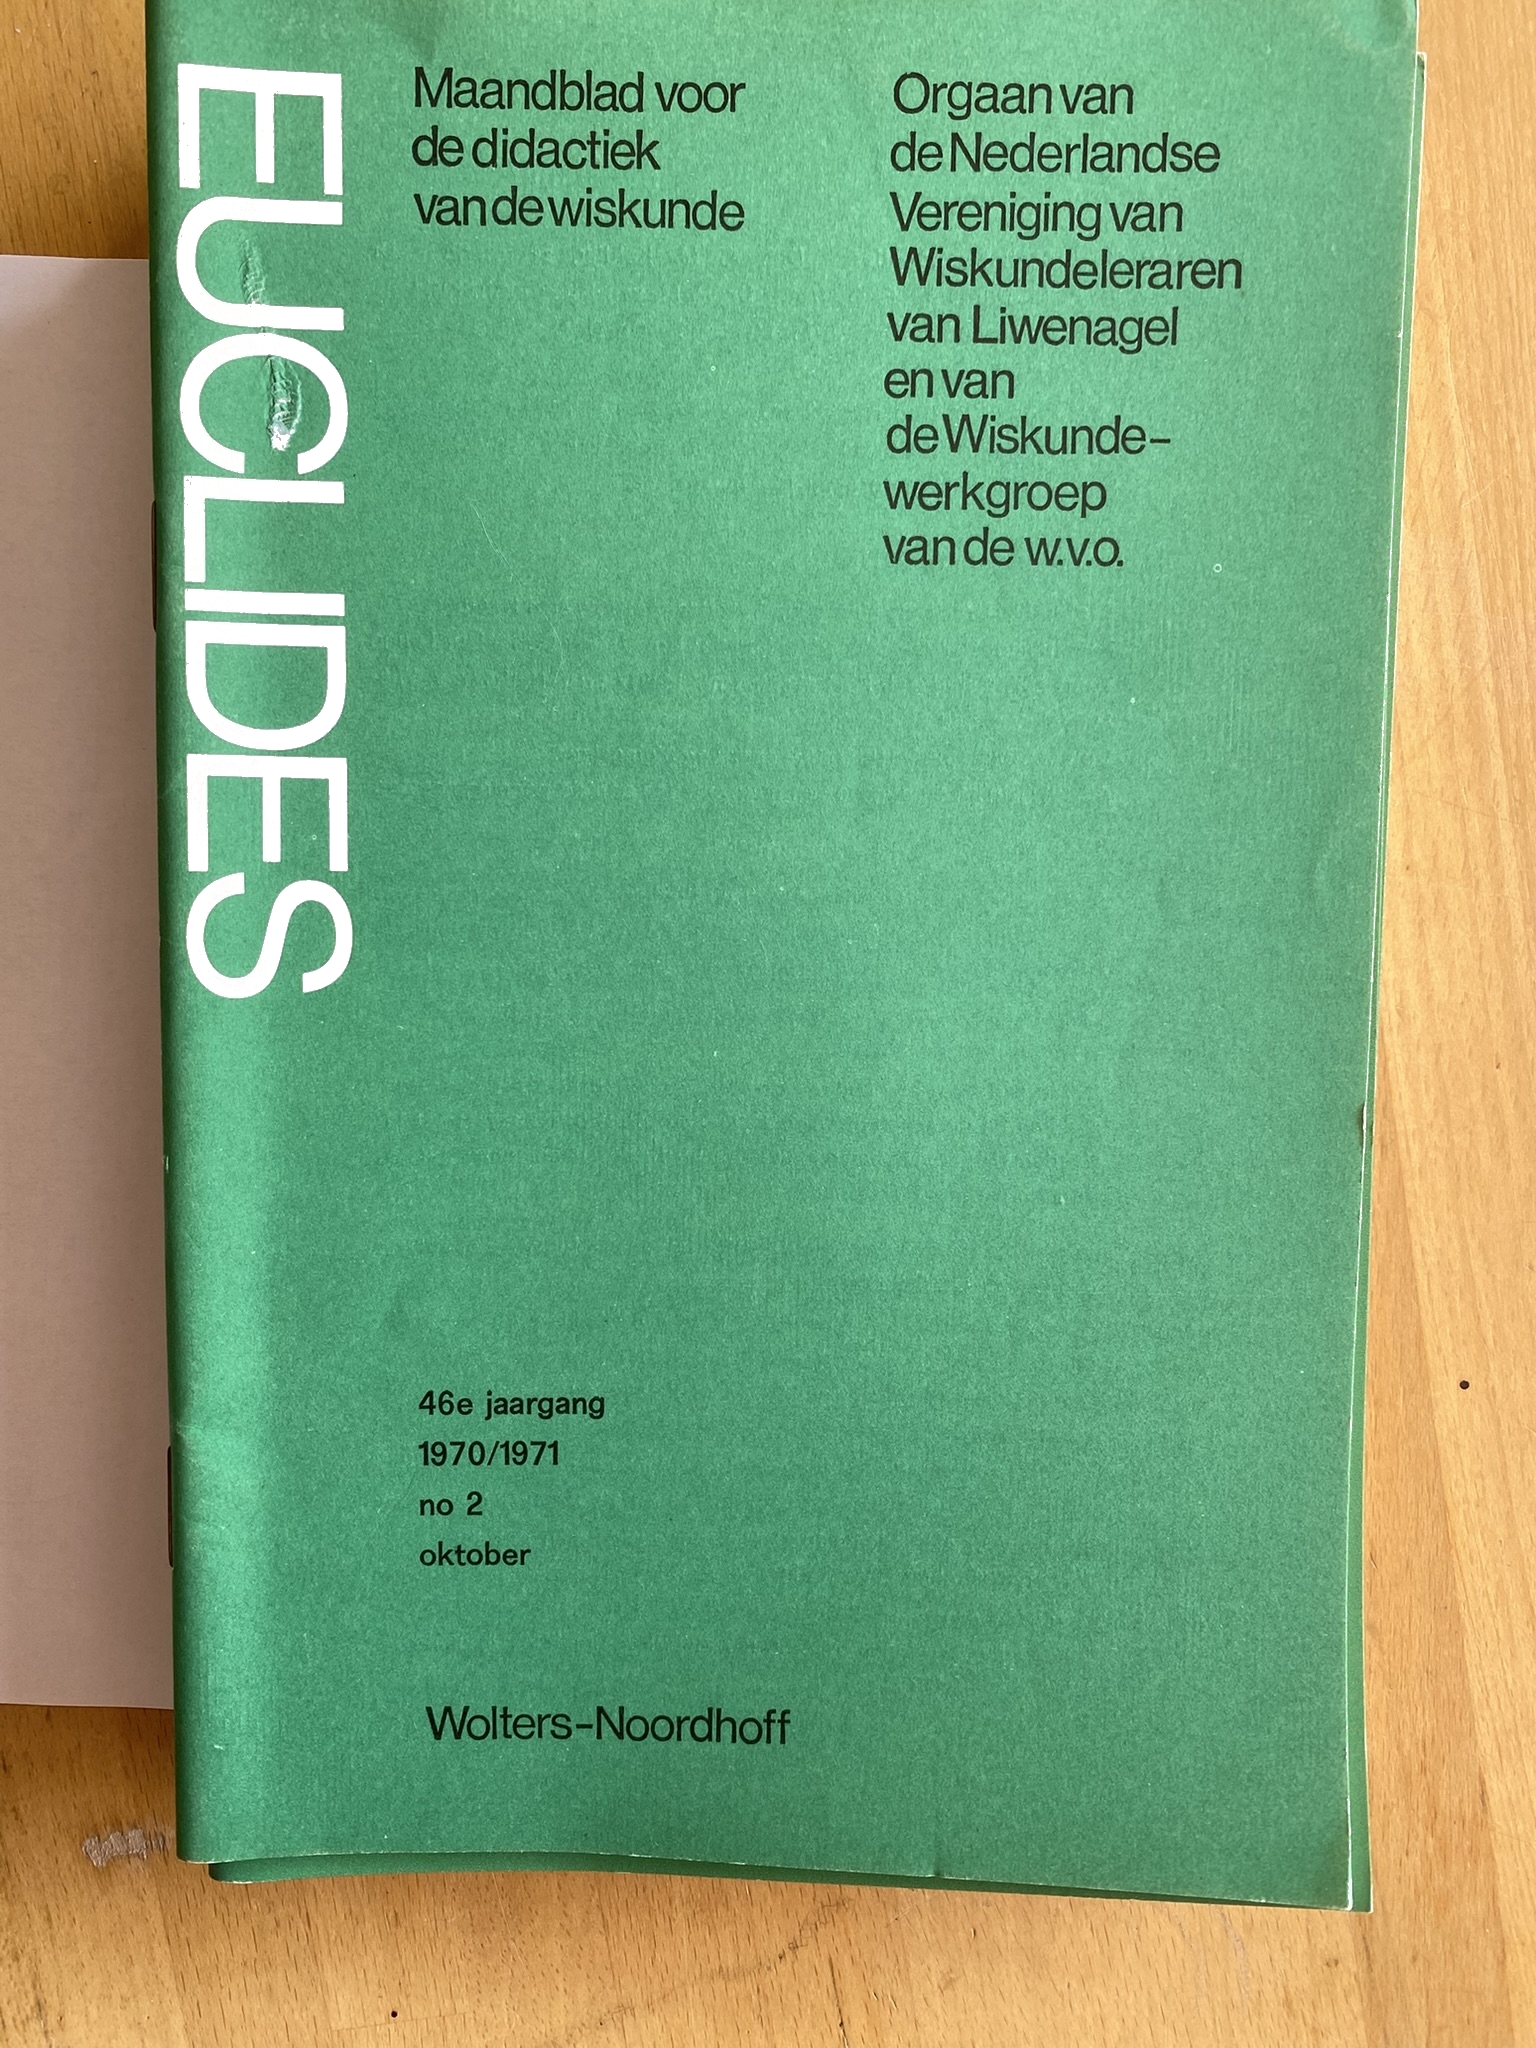 EUCLIDES
Maandblad voor
de didactiek
van de wiskunde
Orgaan van
de Nederlandse
Vereniging van
Wiskundeleraren
van Liwenagel
en van
de Wiskunde-
werkgroep
van de w.v.o.
46e jaargang
1970/1971
no 2
oktober
Wolters-Noordhoff